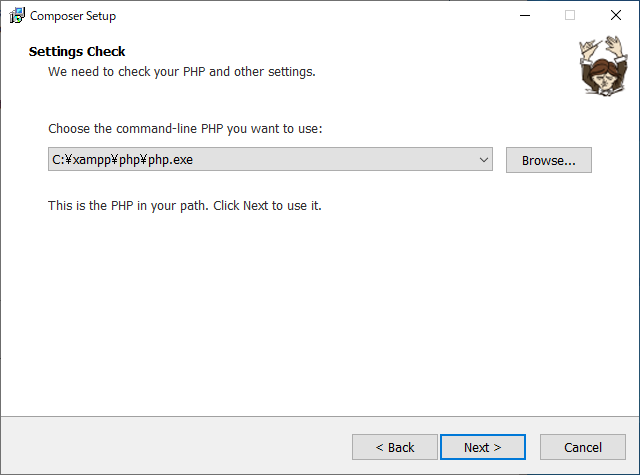 Composer Setup
Settings Check
We need to check your PHP and other settings.
Choose the command-line PHP you want to use:
C:¥xampp¥php¥php.exe
Browse...
This is the PHP in your path. Click Next to use it.
< Back
Next >
Cancel